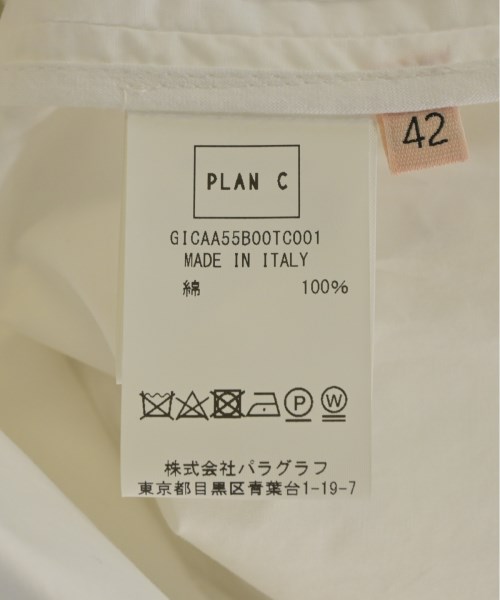 42
PLAN C
GICAA55B00TC001
MADE IN ITALY
綿 100%
P W
株式会社パラグラフ
東京都目黒区青葉台1-19-7